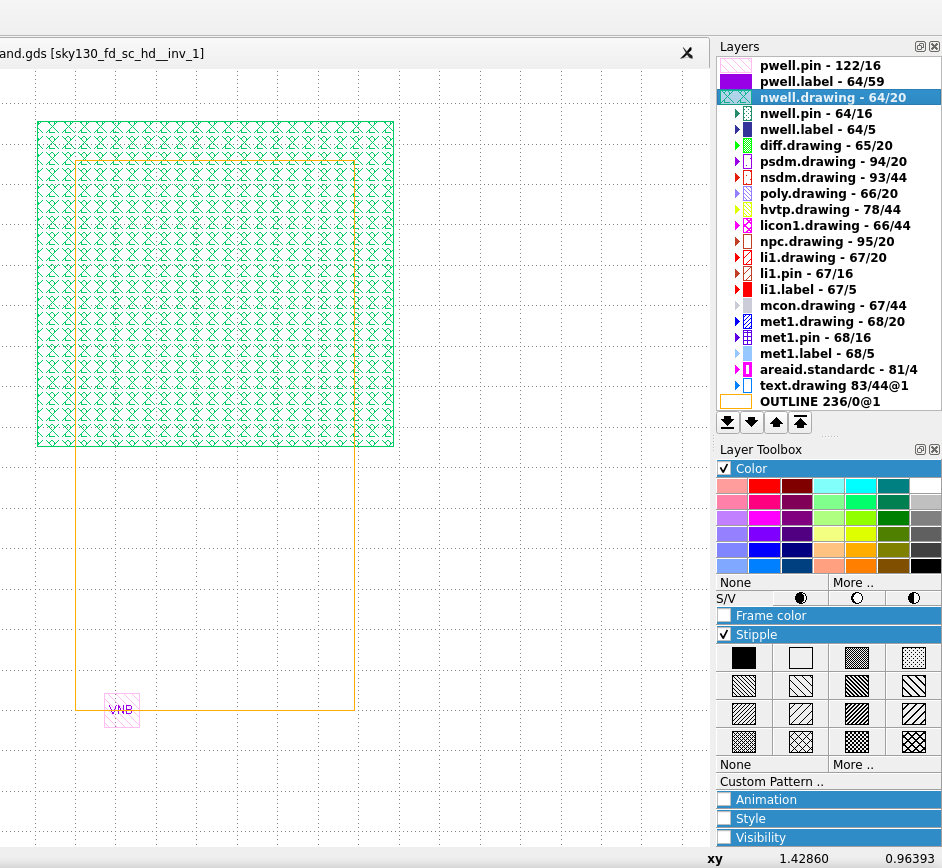 and.gds [sky130_fd_sc_hd__inv_1]
VNB
Layers
pwell.pin - 122/16
pwell.label - 64/59
nwell.drawing - 64/20
nwell.pin - 64/16
nwell.label - 64/5
diff.drawing - 65/20
psdm.drawing - 94/20
nsdm.drawing - 93/44
poly.drawing - 66/20
hvtp.drawing - 78/44
licon1.drawing - 66/44
npc.drawing - 95/20
li1.drawing - 67/20
li1.pin - 67/16
li1.label - 67/5
mcon.drawing - 67/44
met1.drawing - 68/20
met1.pin - 68/16
met1.label - 68/5
areaid.standardc - 81/4
text.drawing 83/44@1
OUTLINE 236/0@1
Layer Toolbox
Color
None More ..
S/V
Frame color
Stipple
None More ..
Custom Pattern ..
Animation
Style
Visibility
xy 1.42860 0.96393